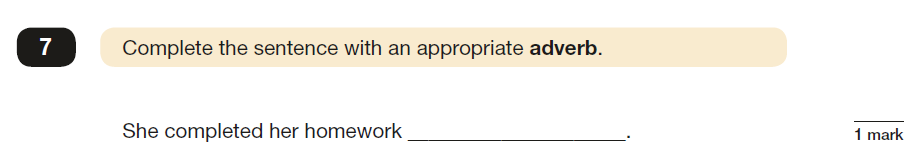 7 Complete the sentence with an appropriate adverb.
She completed her homework ____________________.
1 mark